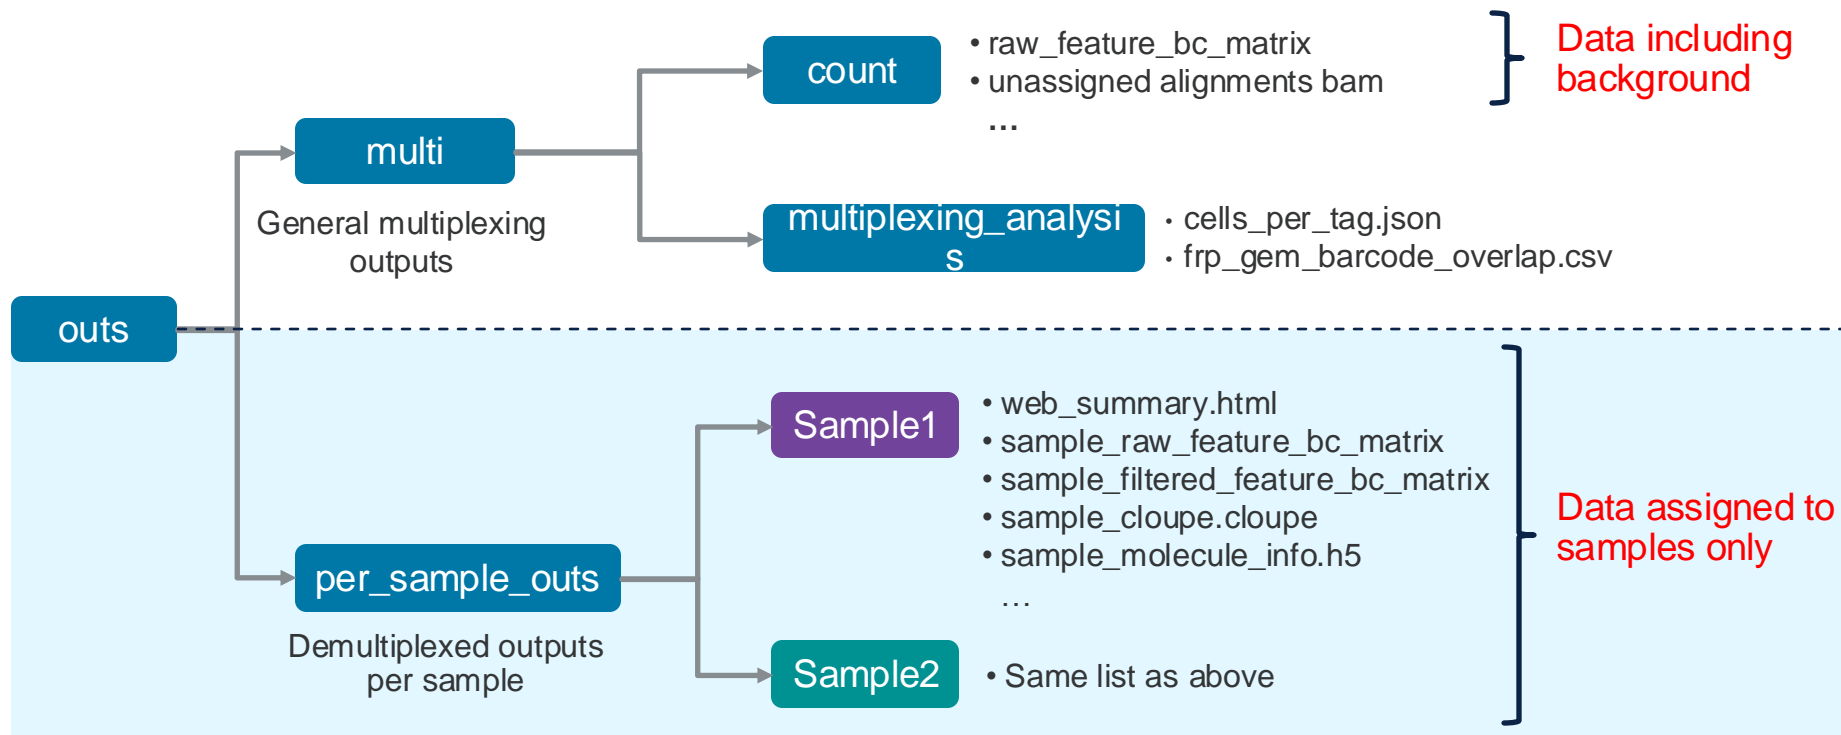 count
• raw_feature_bc_matrix
• unassigned alignments bam
...
Data including
background
multi
General multiplexing
outputs
multiplexing_analysi
s
• cells_per_tag.json
• frp_gem_barcode_overlap.csv
outs
Sample1
• web_summary.html
• sample_raw_feature_bc_matrix
• sample_filtered_feature_bc_matrix
• sample_cloupe.cloupe
• sample_molecule_info.h5
...
Data assigned to
samples only
per_sample_outs
Demultiplexed outputs
per sample
Sample2
• Same list as above